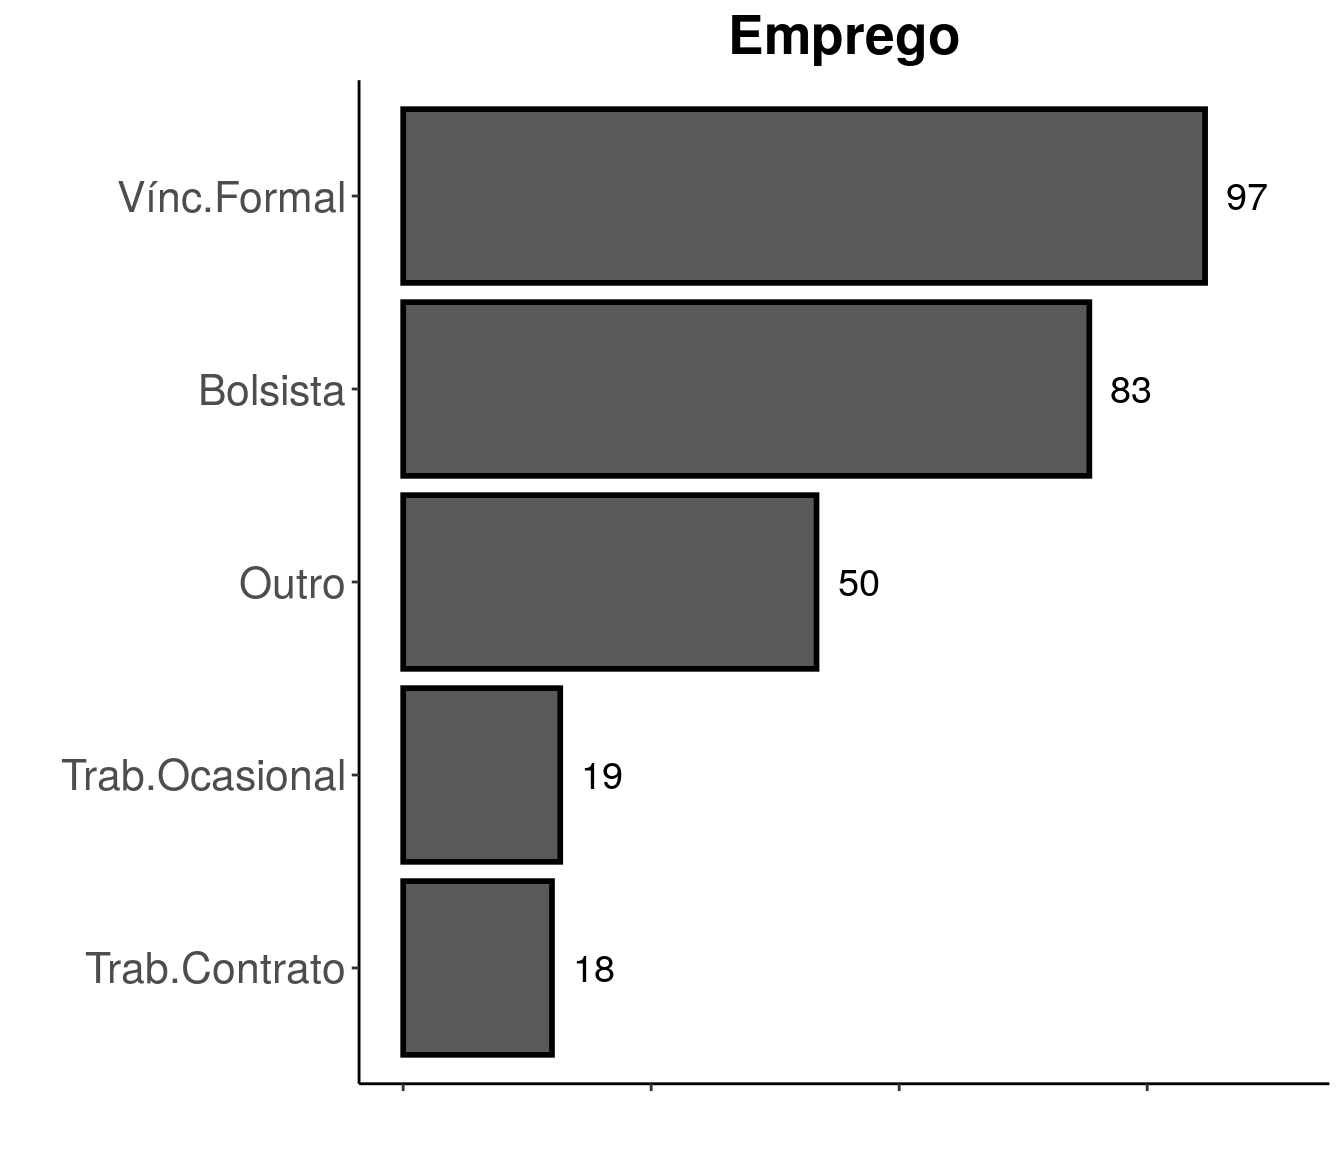 Emprego
Vínc.Formal 97
Bolsista 83
Outro 50
Trab.Ocasional 19
Trab.Contrato 18